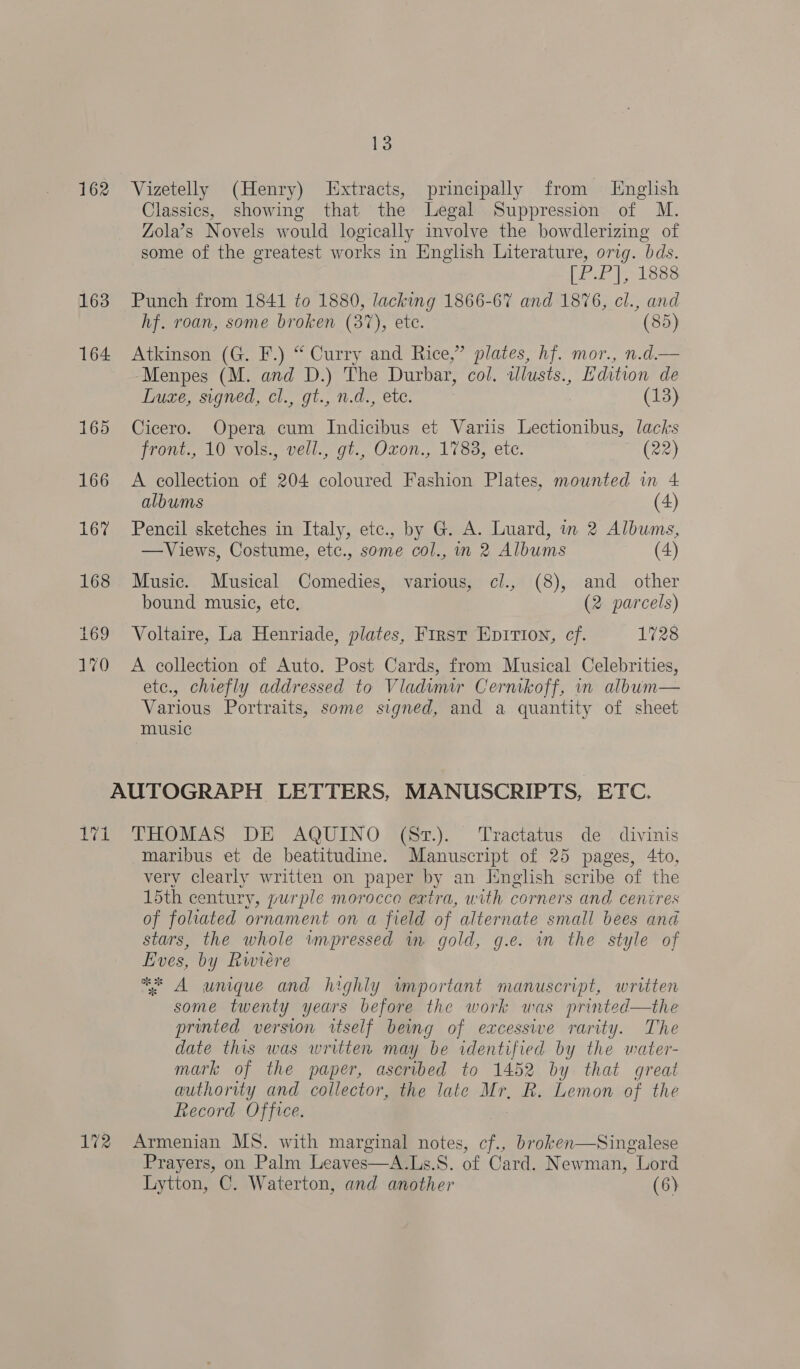 13
162 Vizetelly (Henry) Extracts, principally from English
Classics, showing that the Legal Suppression of M.
Zola’s Novels would logically involve the bowdlerizing of
some of the greatest works in English Literature, orig. bds.
[P.P], 1888
163 Punch from 1841 to 1880, lacking 1866-67 and 1876, cl., and
hf. roan, some broken (37), etc. (85)
164 Atkinson (G. F.) “Curry and Rice,” plates, hf. mor., n.d.—
Menpes (M. and D.) The Durbar, col. illusts., Edition de
Luxe, signed, cl., gt., n.d., etc. (13)
165 Cicero. Opera cum Indicibus et Variis Lectionibus, lacks
front., 10 vols., vell., gt., Oxon., 1783, etc. (22)
166 A collection of 204 coloured Fashion Plates, mounted in 4
albums (4)
167 Pencil sketches in Italy, etc., by G. A. Luard, in 2 Albums,
—Views, Costume, etc., some col., in 2 Albums (4)
168 Music. Musical Comedies, various, cl., (8), and other
bound music, etc, (2 parcels)
169 Voltaire, La Henriade, plates, First Edition, cf. 1728
170 A collection of Auto. Post Cards, from Musical Celebrities,
etc., chiefly addressed to Vladimir Cernikoff, in album—
Various Portraits, some signed, and a quantity of sheet
music
AUTOGRAPH LETTERS, MANUSCRIPTS, ETC.
171 THOMAS DE AQUINO (St.). Tractatus de divinis
maribus et de beatitudine. Manuscript of 25 pages, 4to,
very clearly written on paper by an English scribe of the
15th century, purple morocco extra, with corners and centres
of foliated ornament on a field of alternate small bees and
stars, the whole impressed in gold, g.e. in the style of
Eves, by Riviére
*** A unique and highly important manuscript, written
some twenty years before the work was printed—the
printed version itself being of excessive rarity. The
date this was written may be identified by the water-
mark of the paper, ascribed to 1452 by that great
authority and collector, the late Mr, R. Lemon of the
Record Office.
172 Armenian MS. with marginal notes, cf., broken—Singalese
Prayers, on Palm Leaves—A.Ls.S. of Card. Newman, Lord
Lytton, C. Waterton, and another (6)